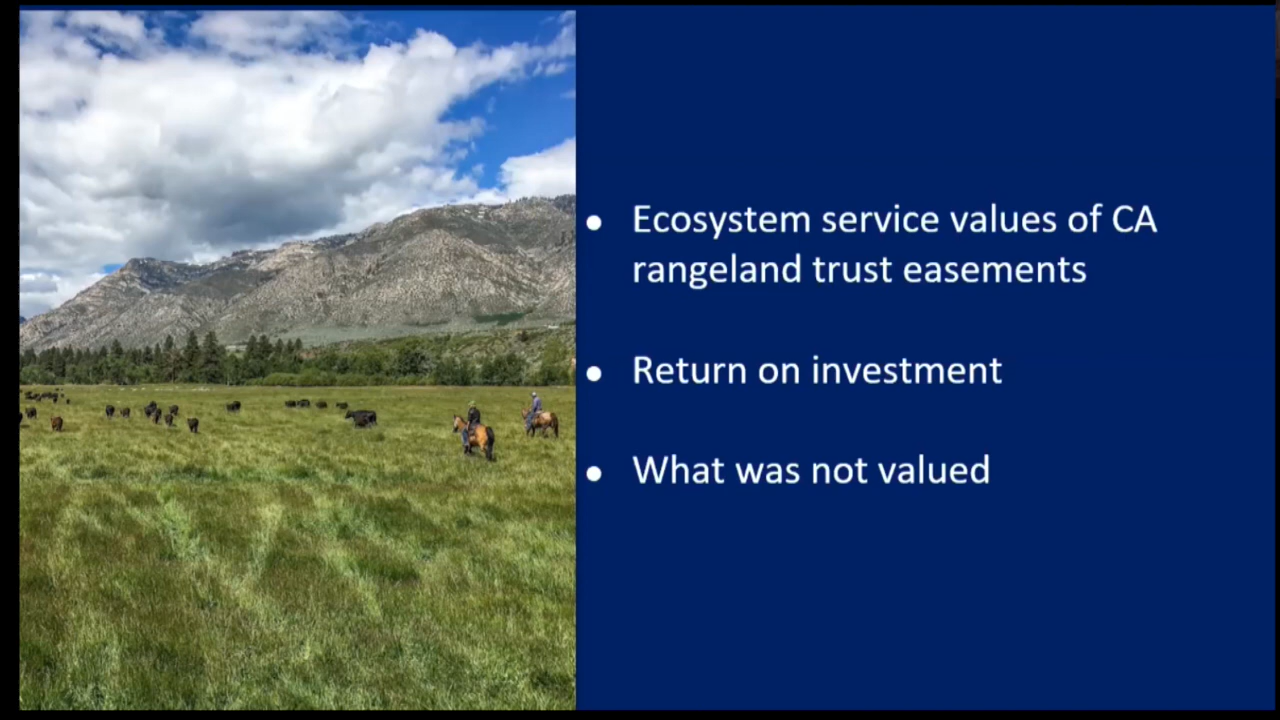 • Ecosystem service values of CA
rangeland trust easements
• Return on investment
• What was not valued